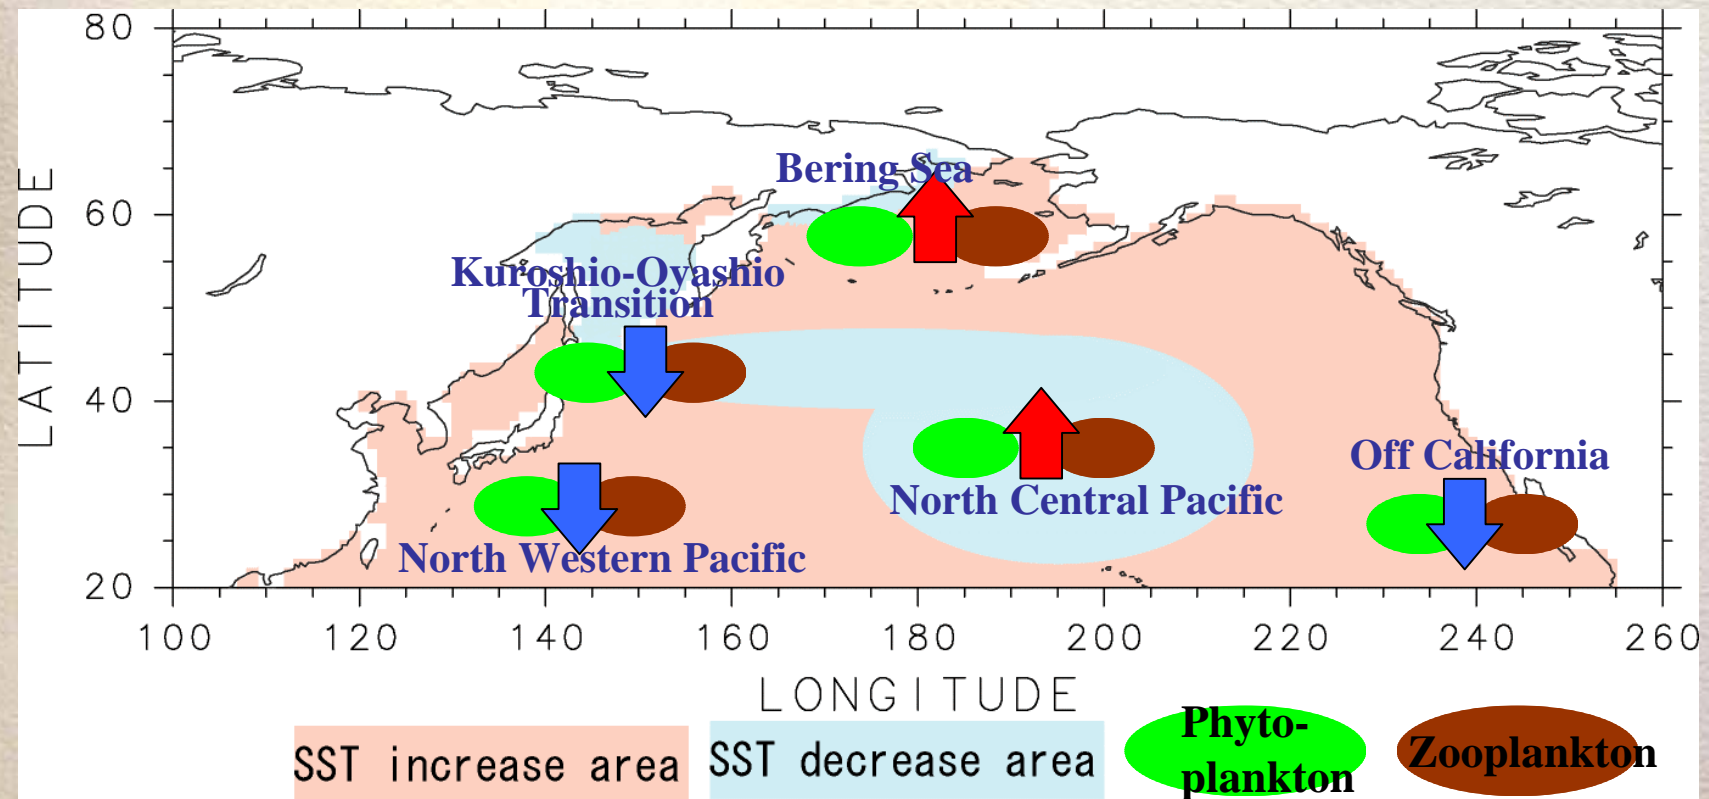 80
60
40
20
LATITUDE
Bering Sea
Kuroshio-Oyashio
Transition
Off California
North Central Pacific
North Western Pacific
100 120 140 160 180 200 220 240 260
LONGITUDE
SST increase area
SST decrease area
Phyto-
plankton
Zooplankton